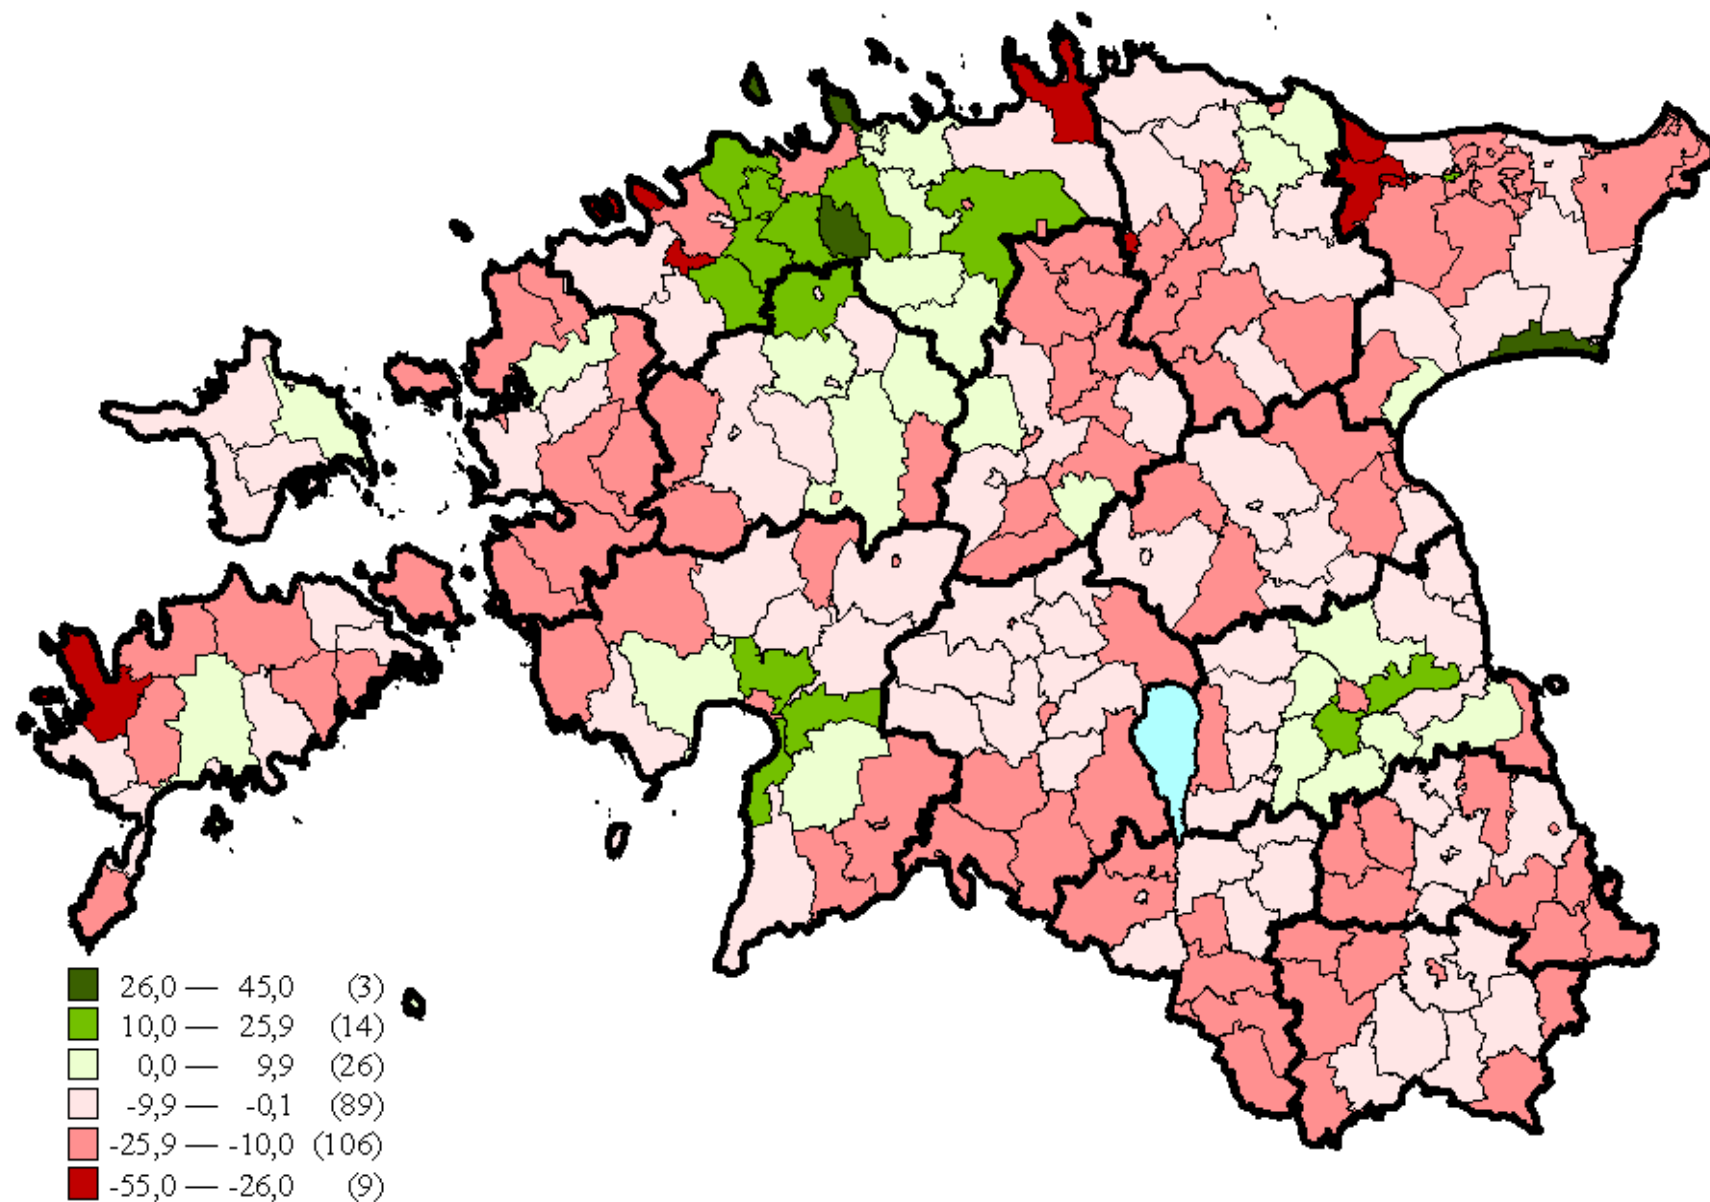 26,0 — 45,0 (3)
10,0 — 25,9 (14)
0,0 — 9,9 (26)
-9,9 — -0,1 (89)
-25,9 — -10,0 (106)
-55,0 — -26,0 (9)